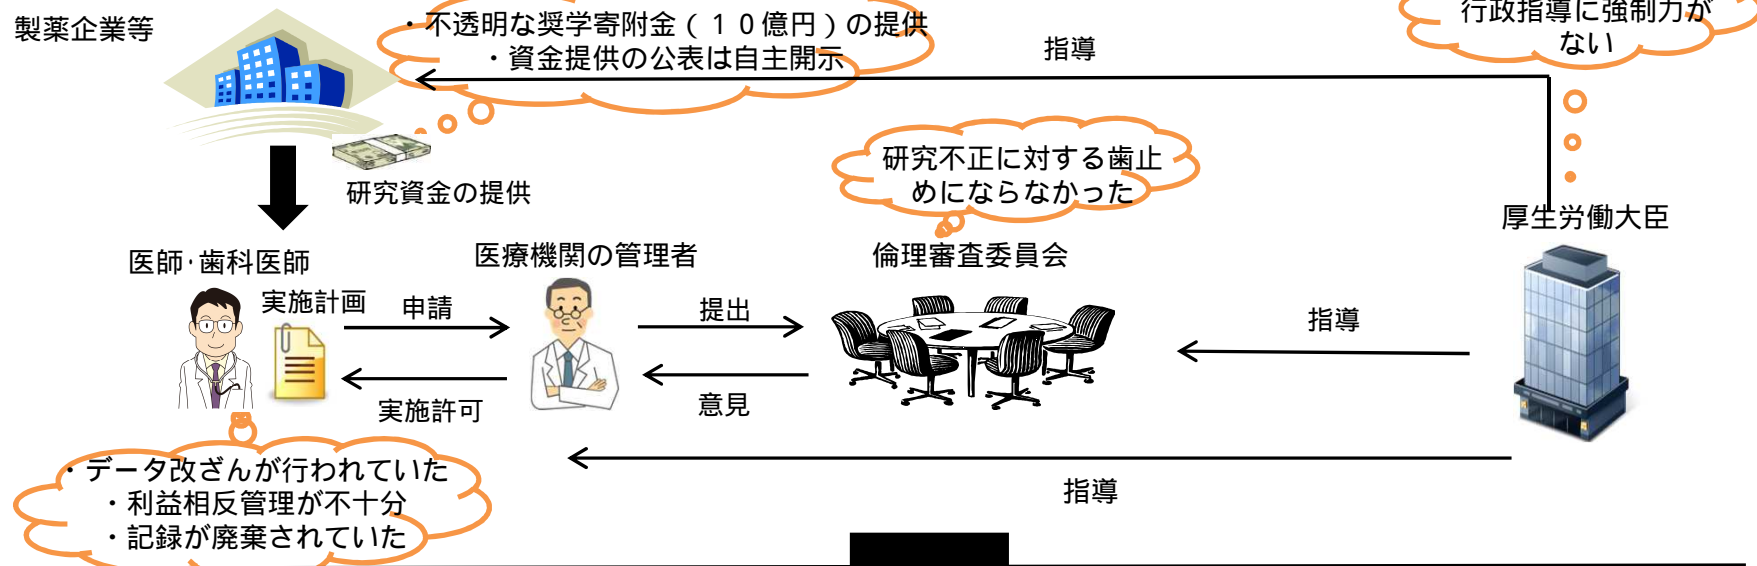 製薬企業等
・不透明な奨学寄附金（１０億円）の提供
・資金提供の公表は自主開示
指導
行政指導に強制力が
ない
研究資金の提供
研究不正に対する歯止
めにならなかった
厚生労働大臣
医師・歯科医師
医療機関の管理者
倫理審査委員会
実施計画
申請
提出
指導
実施許可
意見
・データ改ざんが行われていた
・利益相反管理が不十分
・記録が廃棄されていた
指導